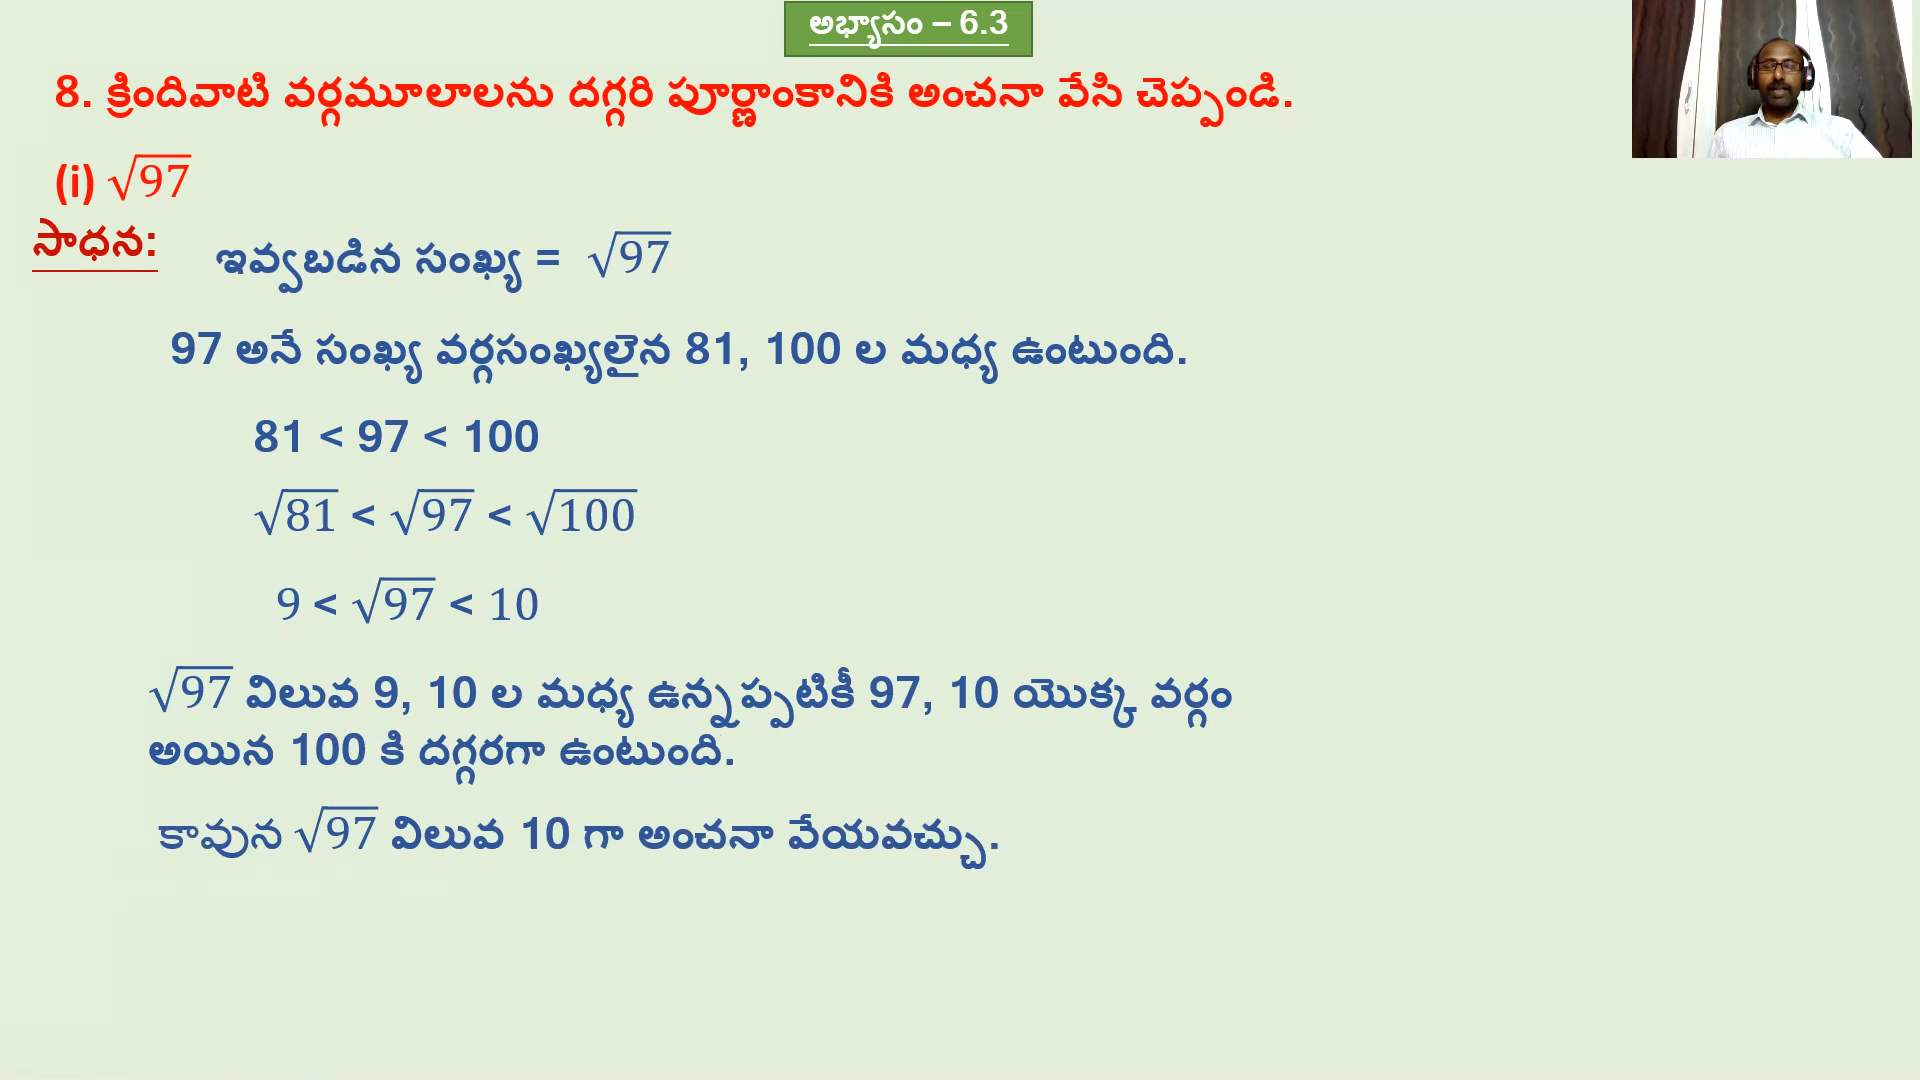 అభ్యాసం – 6.3
8. క్రిందివాటి వర్గమూలాలను దగ్గరి పూర్ణాంకానికి అంచనా వేసి చెప్పండి.
(i) √97
సాధన:
ఇవ్వబడిన సంఖ్య = √97
97 అనే సంఖ్య వర్గసంఖ్యలైన 81, 100 ల మధ్య ఉంటుంది.
81 < 97 < 100
√81 < √97 < √100
9 < √97 < 10
√97 విలువ 9, 10 ల మధ్య ఉన్నప్పటికీ 97, 10 యొక్క వర్గం
అయిన 100 కి దగ్గరగా ఉంటుంది.
కావున √97 విలువ 10 గా అంచనా వేయవచ్చు.